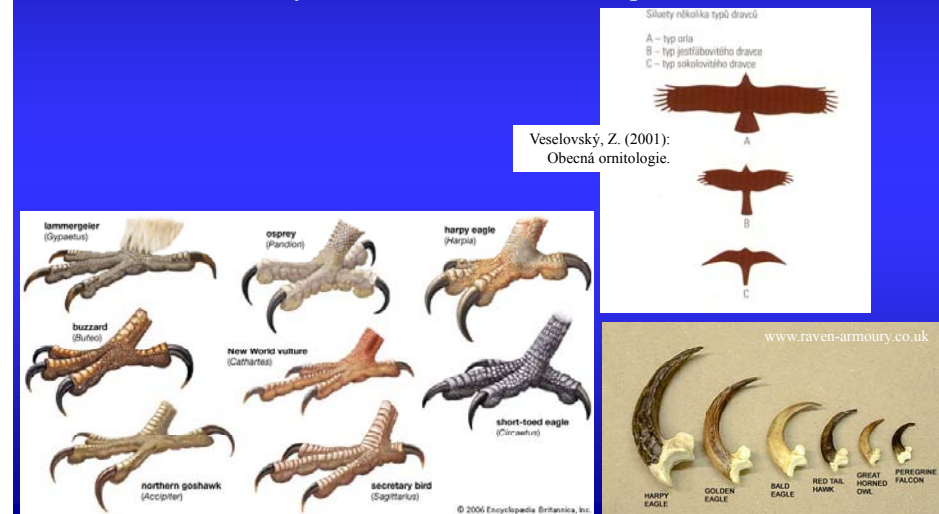 Siluety několika typů dravců
A – typ orla
B – typ jestřábovitého dravce
C – typ sokolovitého dravce
A
Veselovský, Z. (2001):
Obecná ornitologie.
B
C
lammergeier
(Gypaetus)
osprey
(Pandion)
harpy eagle
(Harpia)
buzzard
(Buteo)
New World vulture
(Cathartes)
short-toed eagle
(Circaetus)
northern goshawk
(Accipiter)
secretary bird
(Sagittarius)
© 2006 Encyclopædia Britannica, Inc.
www.raven-armoury.co.uk
HARPY
EAGLE
GOLDEN
EAGLE
BALD
EAGLE
RED TAIL
HAWK
GREAT
HORNED
OWL
PEREGRINE
FALCON